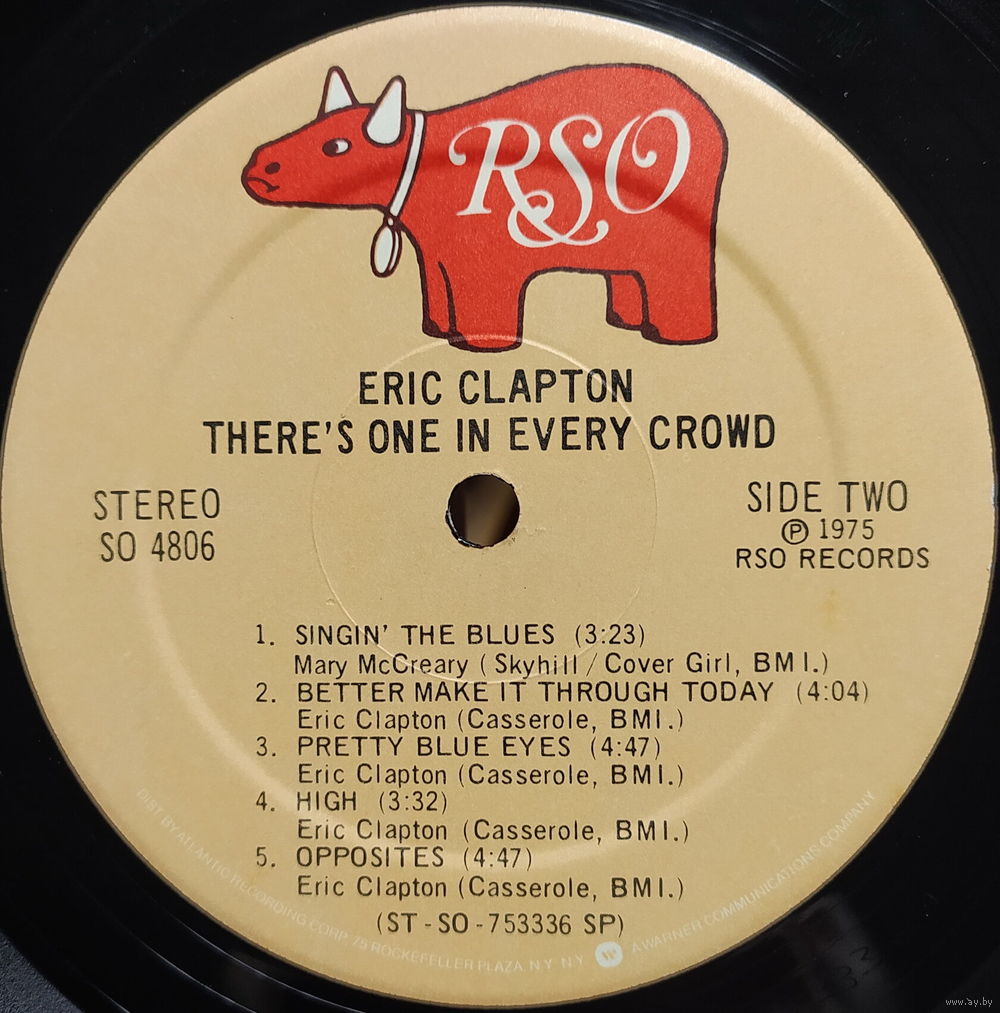 RSO
ERIC CLAPTON
THERE'S ONE IN EVERY CROWD
STEREO
SO 4806
SIDE TWO
Ⓟ 1975
RSO RECORDS
1. SINGIN' THE BLUES (3:23)
Mary McCreary (Skyhill/Cover Girl, BMI.)
2. BETTER MAKE IT THROUGH TODAY (4:04)
Eric Clapton (Casserole, BMI.)
3. PRETTY BLUE EYES (4:47)
Eric Clapton (Casserole, BMI.)
4. HIGH (3:32)
Eric Clapton (Casserole, BMI.)
5. OPPOSITES (4:47)
Eric Clapton (Casserole, BMI.)
(ST-SO-753336 SP)
DIST BY ATLANTIC RECORDING CORP 75 ROCKEFELLER PLAZA, N.Y. N.Y. A WARNER COMMUNICATIONS COMPANY
www.ay.by